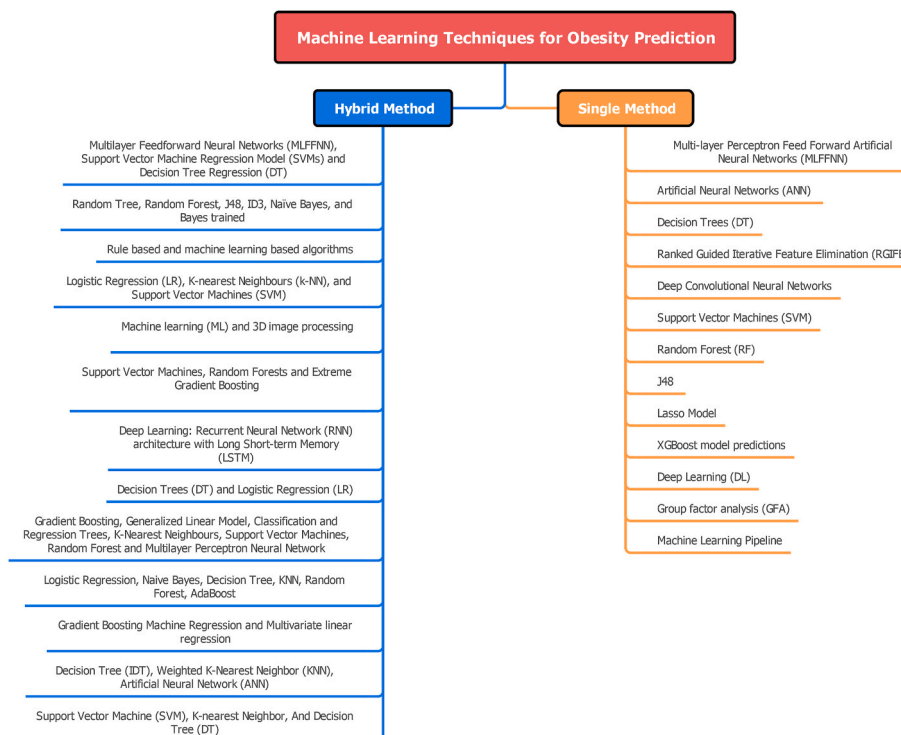 Machine Learning Techniques for Obesity Prediction
Hybrid Method
Multilayer Feedforward Neural Networks (MLFFNN),
Support Vector Machine Regression Model (SVMs) and
Decision Tree Regression (DT)
Random Tree, Random Forest, J48, ID3, Naïve Bayes, and
Bayes trained
Rule based and machine learning based algorithms
Logistic Regression (LR), K-nearest Neighbours (k-NN), and
Support Vector Machines (SVM)
Machine learning (ML) and 3D image processing
Support Vector Machines, Random Forests and Extreme
Gradient Boosting
Deep Learning: Recurrent Neural Network (RNN)
architecture with Long Short-term Memory
(LSTM)
Decision Trees (DT) and Logistic Regression (LR)
Gradient Boosting, Generalized Linear Model, Classification and
Regression Trees, K-Nearest Neighbours, Support Vector Machines,
Random Forest and Multilayer Perceptron Neural Network
Logistic Regression, Naive Bayes, Decision Tree, KNN, Random
Forest, AdaBoost
Gradient Boosting Machine Regression and Multivariate linear
regression
Decision Tree (IDT), Weighted K-Nearest Neighbor (KNN),
Artificial Neural Network (ANN)
Support Vector Machine (SVM), K-nearest Neighbor, And Decision
Tree (DT)
Single Method
Multi-layer Perceptron Feed Forward Artificial
Neural Networks (MLFFNN)
Artificial Neural Networks (ANN)
Decision Trees (DT)
Ranked Guided Iterative Feature Elimination (RGIFE
Deep Convolutional Neural Networks
Support Vector Machines (SVM)
Random Forest (RF)
J48
Lasso Model
XGBoost model predictions
Deep Learning (DL)
Group factor analysis (GFA)
Machine Learning Pipeline